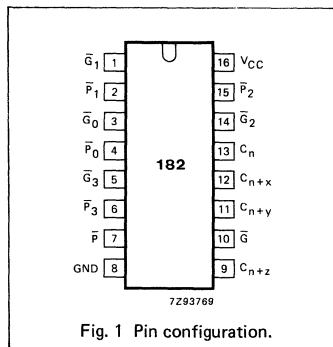 G̅1 1 16 VCC
P̅1 2 15 P̅2
G̅0 3 14 G̅2
P̅0 4 13 Cn
182
G̅3 5 12 Cn+x
P̅3 6 11 Cn+y
P̅ 7 10 G̅
GND 8 9 Cn+z
7Z93769
Fig. 1 Pin configuration.